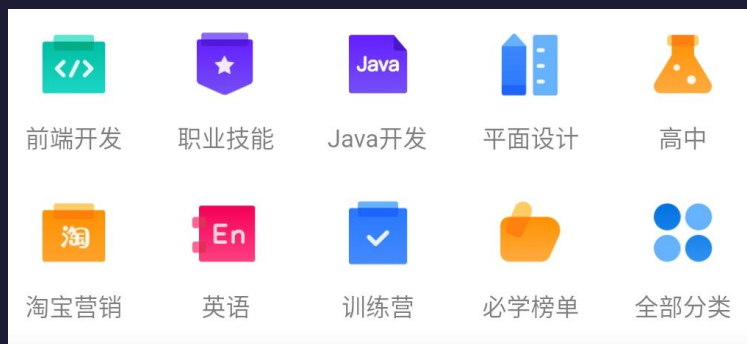 </>
Java
前端开发 职业技能 Java开发 平面设计 高中
淘 En
淘宝营销 英语 训练营 必学榜单 全部分类